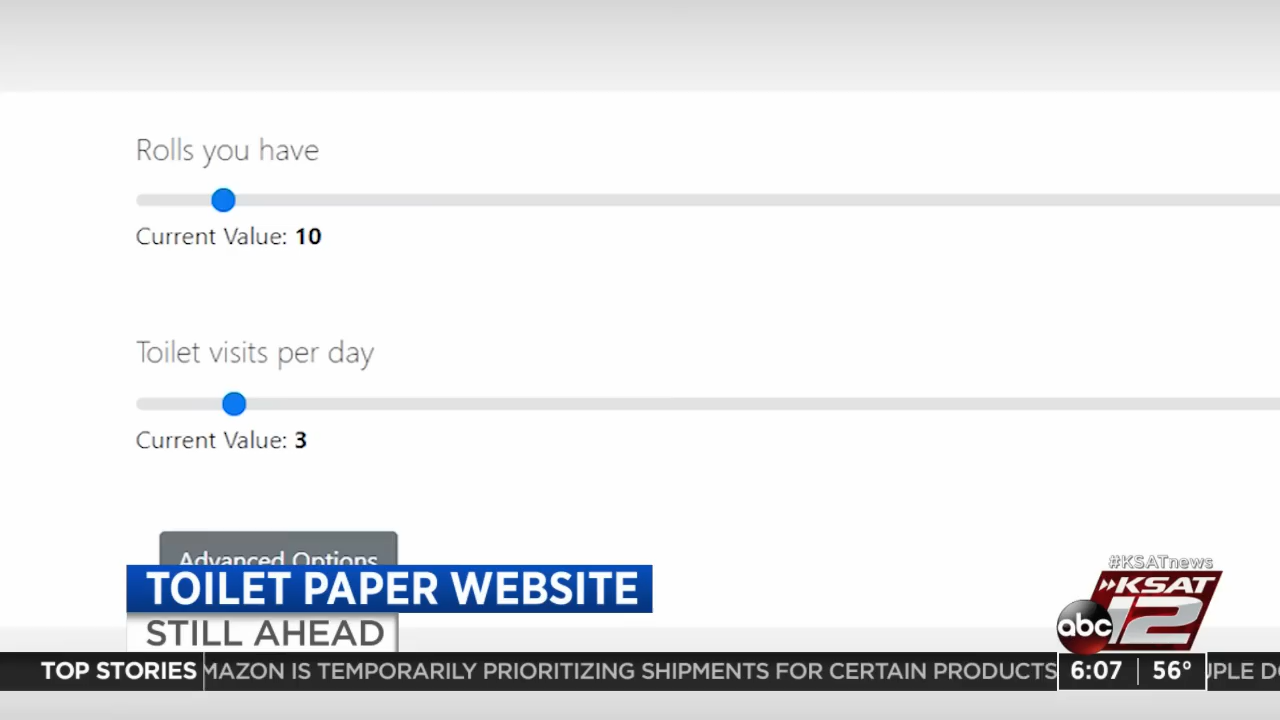 Rolls you have
Current Value: 10
Toilet visits per day
Current Value: 3
Advanced Options
TOILET PAPER WEBSITE
STILL AHEAD
#KSATnews
KSAT
abc 12
TOP STORIES MAZON IS TEMPORARILY PRIORITIZING SHIPMENTS FOR CERTAIN PRODUCTS 6:07 56° UPLE D